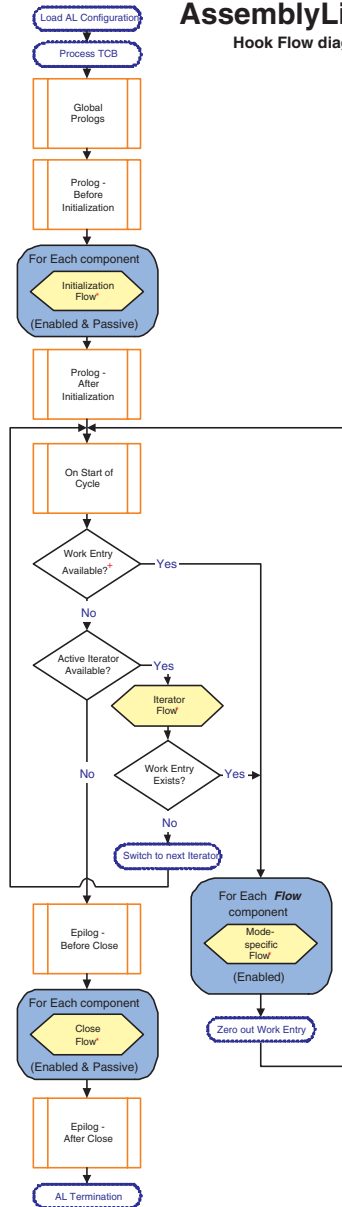 AssemblyLi
Hook Flow diag
Load AL Configuration
Process TCB
Global
Prologs
Prolog -
Before
Initialization
For Each component
Initialization
Flow*
(Enabled & Passive)
Prolog -
After
Initialization
On Start of
Cycle
Work Entry
Available?+
Yes
No
Active Iterator
Available?
Yes
Iterator
Flow*
No
Work Entry
Exists?
Yes
No
Switch to next Iterator
For Each Flow
component
Mode-
specific
Flow*
(Enabled)
Zero out Work Entry
Epilog -
Before Close
For Each component
Close
Flow*
(Enabled & Passive)
Epilog -
After Close
AL Termination